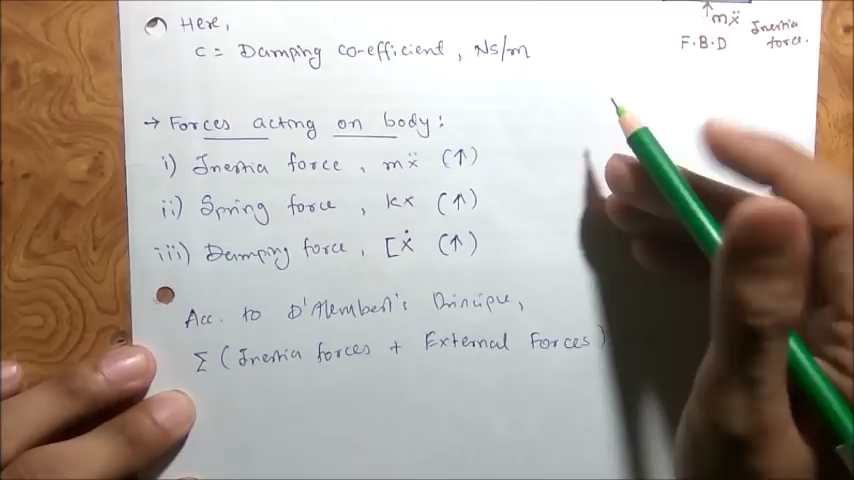 Here,
c = Damping co-efficient, Ns/m
↑mẍ Inertia force.
F.B.D
→ Forces acting on body:
i) Inertia force, mẍ (↑)
ii) Spring force, kx (↑)
iii) Damping force, [ẋ (↑)
Acc. to D'Alembert's Principle,
Σ (Inertia forces + External Forces)